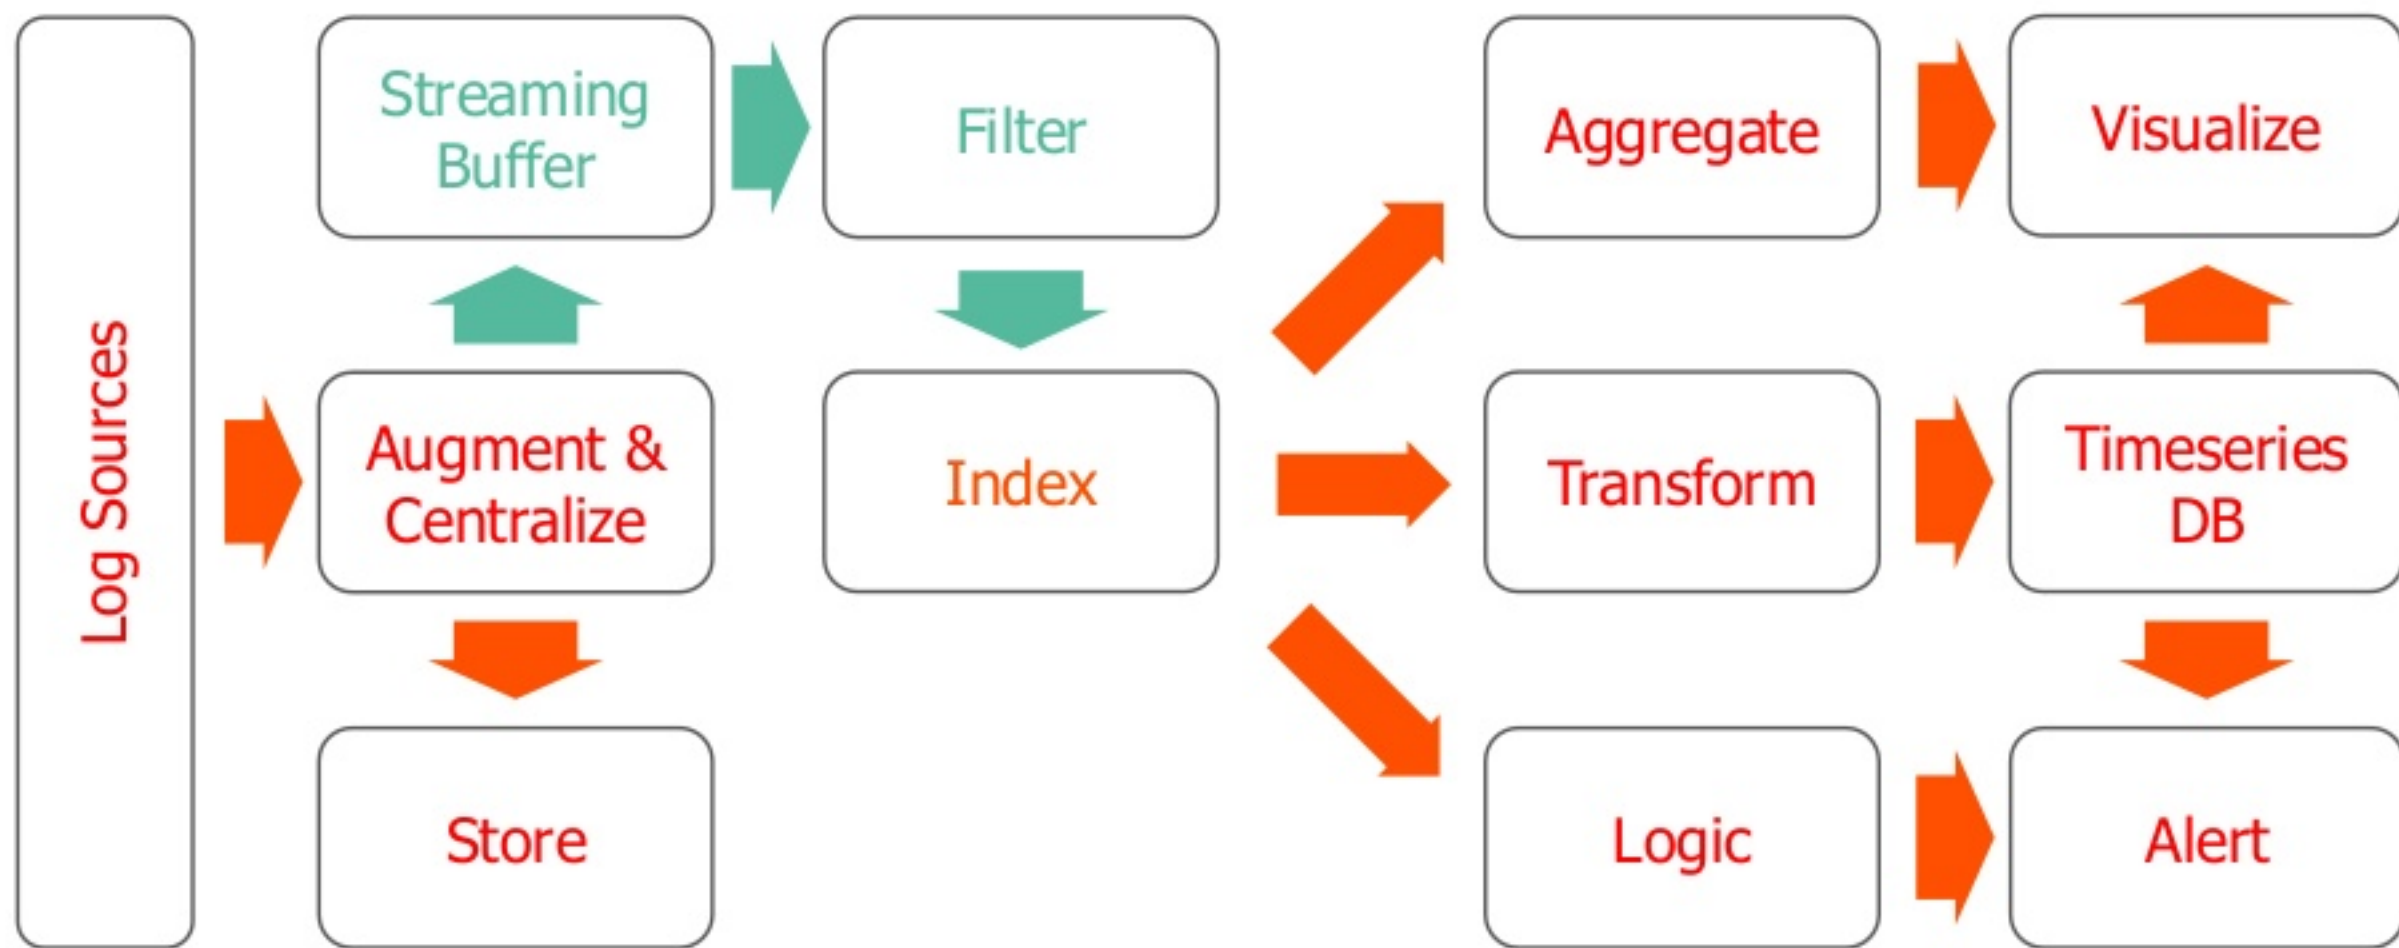 Log Sources
Streaming
Buffer
Filter
Aggregate
Visualize
Augment &
Centralize
Index
Transform
Timeseries
DB
Store
Logic
Alert